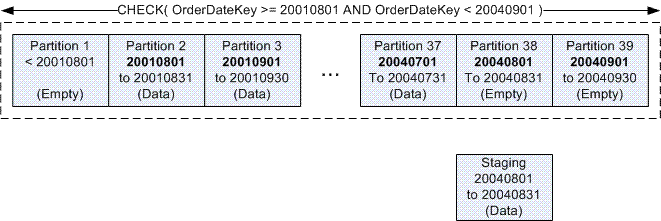 CHECK( OrderDateKey >= 20010801 AND OrderDateKey < 20040901 )
Partition 1
< 20010801
(Empty)
Partition 2
20010801
to 20010831
(Data)
Partition 3
20010901
to 20010930
(Data)
...
Partition 37
20040701
To 20040731
(Data)
Partition 38
20040801
To 20040831
(Empty)
Partition 39
20040901
to 20040930
(Empty)
Staging
20040801
to 20040831
(Data)